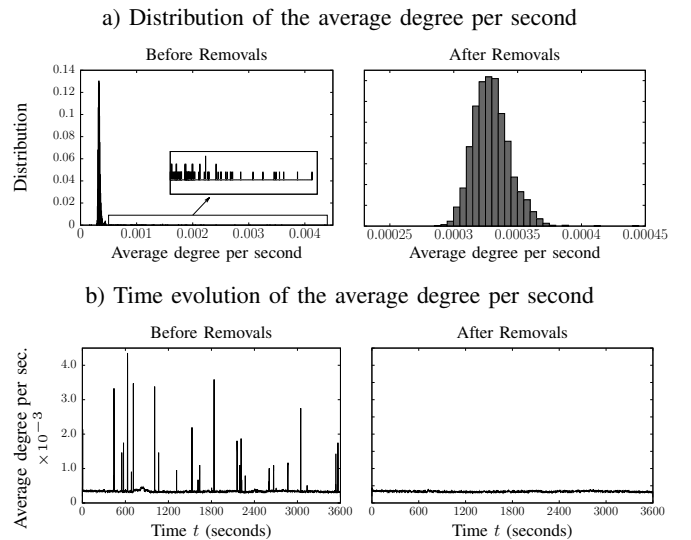 a) Distribution of the average degree per second
Before Removals
After Removals
Distribution
0.14
0.12
0.1
0.08
0.06
0.04
0.02
0
0 0.001 0.002 0.003 0.004
0.00025 0.0003 0.00035 0.0004 0.00045
Average degree per second
Average degree per second
b) Time evolution of the average degree per second
Before Removals
After Removals
Average degree per sec.
×10−3
4.0
3.0
2.0
1.0
0
0 600 1200 1800 2400 3000 3600
0 600 1200 1800 2400 3000 3600
Time t (seconds)
Time t (seconds)